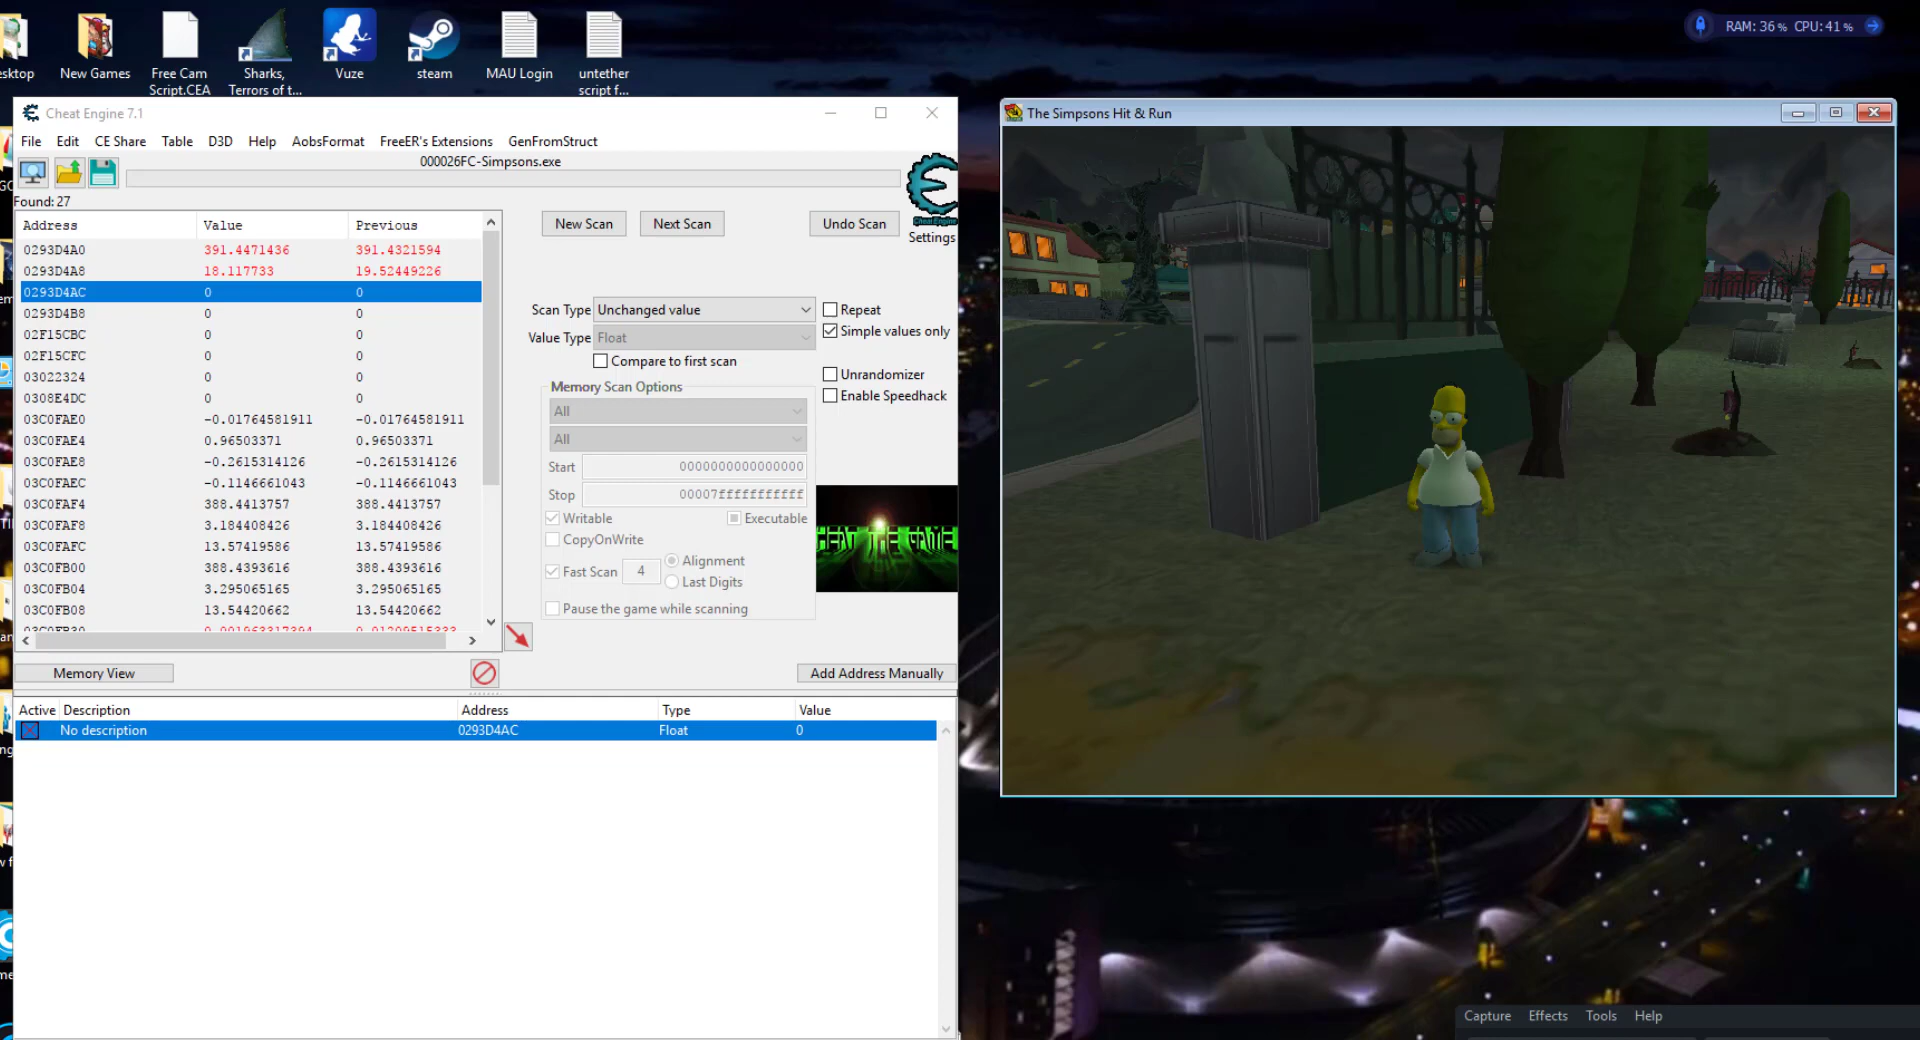 RAM: 36 % CPU: 41 %
New Games
Free Cam
Script.CEA
Sharks,
Terrors of t...
Vuze
steam
MAU Login
untether
script f...
Cheat Engine 7.1
File Edit CE Share Table D3D Help AobsFormat FreeER's Extensions GenFromStruct
000026FC-Simpsons.exe
Found: 27
Address Value Previous
0293D4A0 391.4471436 391.4321594
0293D4A8 18.117733 19.52449226
0293D4AC 0 0
0293D4B8 0 0
02F15CBC 0 0
02F15CFC 0 0
03022324 0 0
0308E4DC 0 0
03C0FAE0 -0.01764581911 -0.01764581911
03C0FAE4 0.96503371 0.96503371
03C0FAE8 -0.2615314126 -0.2615314126
03C0FAEC -0.1146661043 -0.1146661043
03C0FAF4 388.4413757 388.4413757
03C0FAF8 3.184408426 3.184408426
03C0FAFC 13.57419586 13.57419586
03C0FB00 388.4393616 388.4393616
03C0FB04 3.295065165 3.295065165
03C0FB08 13.54420662 13.54420662
New Scan Next Scan Undo Scan
Settings
Scan Type Unchanged value Repeat
Simple values only
Value Type Float
Compare to first scan
Unrandomizer
Enable Speedhack
Memory Scan Options
All
All
Start 0000000000000000
Stop 00007fffffffffff
Writable Executable
CopyOnWrite
Fast Scan 4 Alignment
Last Digits
Pause the game while scanning
CHEAT THE GAME
Memory View
Add Address Manually
Active Description Address Type Value
No description 0293D4AC Float 0
The Simpsons Hit & Run
Capture Effects Tools Help